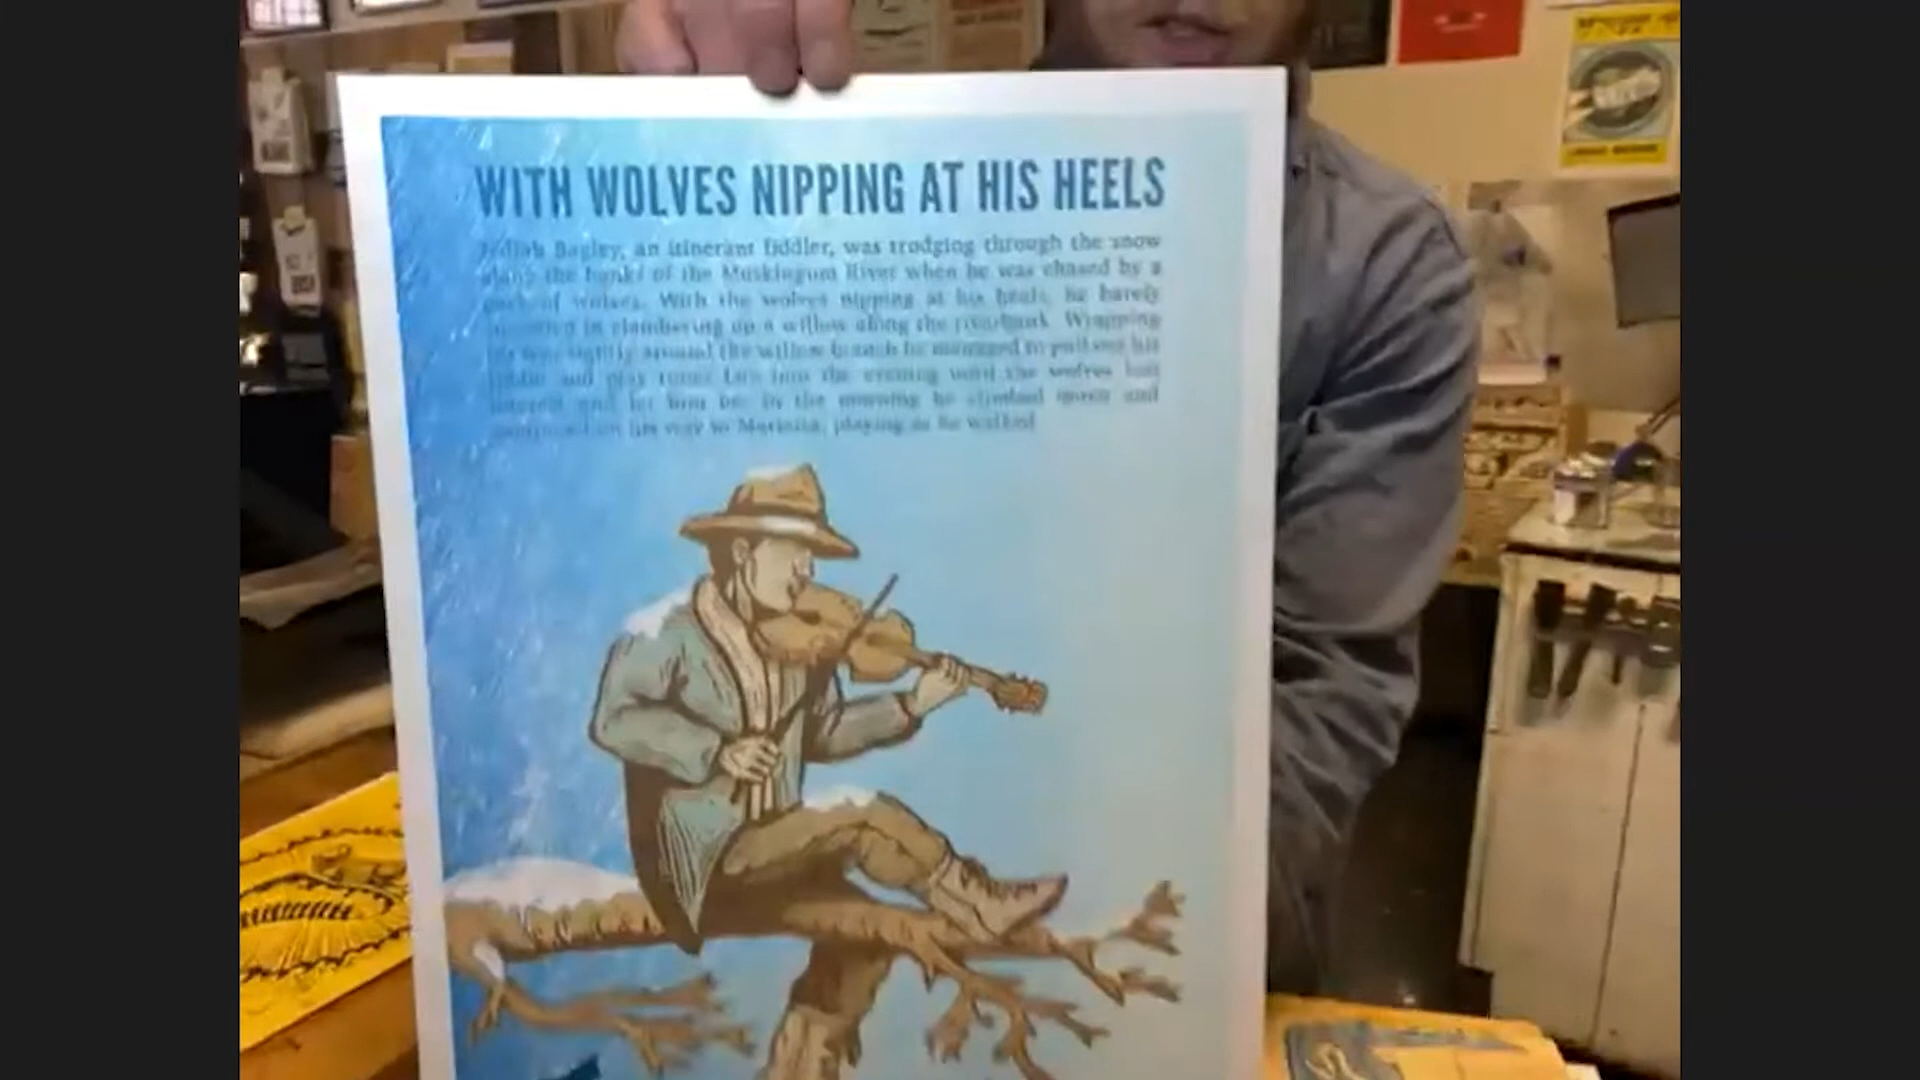 WITH WOLVES NIPPING AT HIS HEELS
Bagley, an itinerant fiddler, was trudging through the snow
along the banks of the Muskingum River when he was chased by a
pack of wolves. With the wolves nipping at his heels, he barely
in clambering up a willow along the riverbank. Wrapping
tightly around the willow branch he managed to pull out his
fiddle and play tunes late into the evening until the wolves lost
interest and let him be. In the morning he climbed down and
on his way to Marietta, playing as he walked